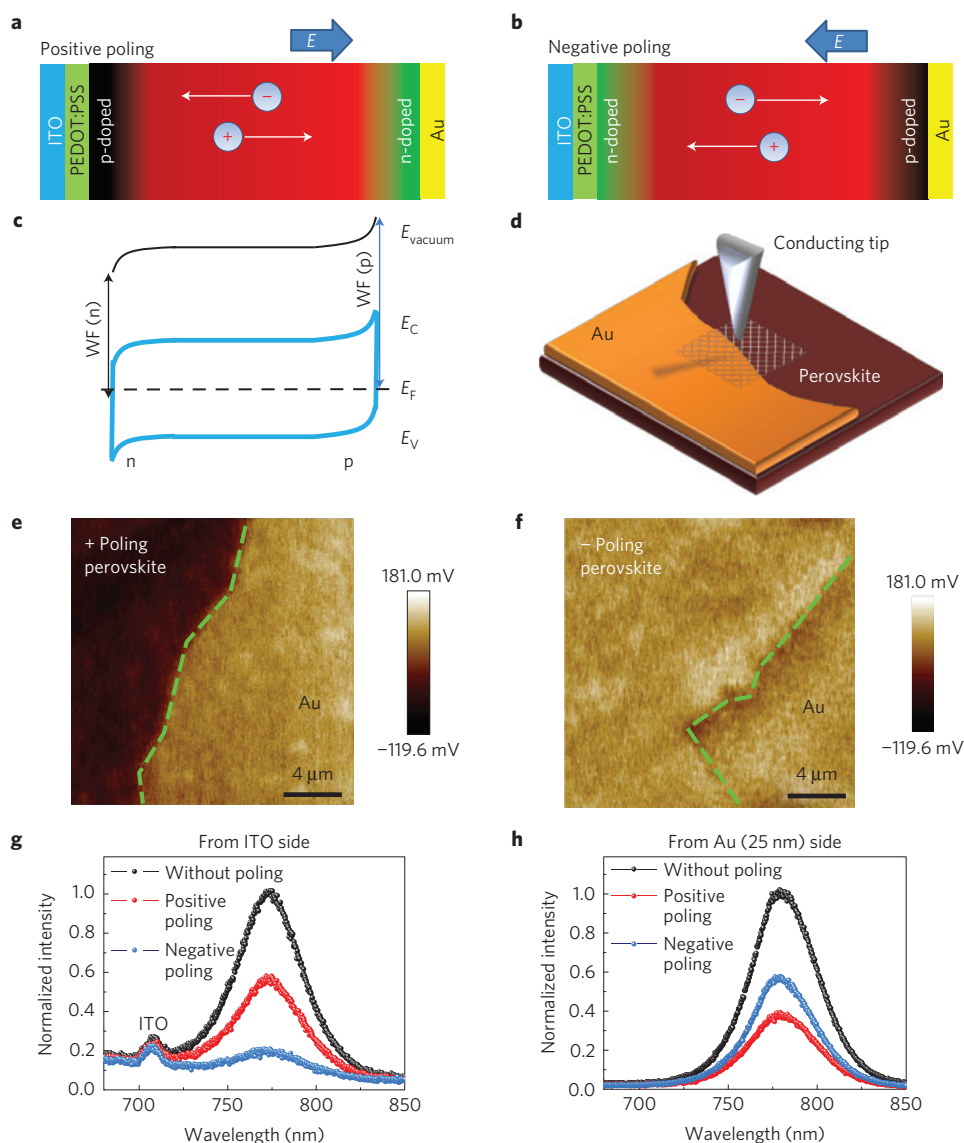 a
Positive poling
E
ITO
PEDOT:PSS
p-doped
−
+
n-doped
Au
b
Negative poling
E
ITO
PEDOT:PSS
n-doped
−
+
p-doped
Au
c
E vacuum
WF (n)
WF (p)
E C
E F
E V
n
p
d
Conducting tip
Au
Perovskite
e
+ Poling
perovskite
Au
4 μm
181.0 mV
−119.6 mV
f
− Poling
perovskite
Au
4 μm
181.0 mV
−119.6 mV
g
From ITO side
Without poling
Positive
poling
Negative
poling
ITO
Normalized intensity
1.0
0.8
0.6
0.4
0.2
0.0
700
750
800
850
Wavelength (nm)
h
From Au (25 nm) side
Without poling
Positive
poling
Negative
poling
Normalized intensity
1.0
0.8
0.6
0.4
0.2
0.0
700
750
800
850
Wavelength (nm)